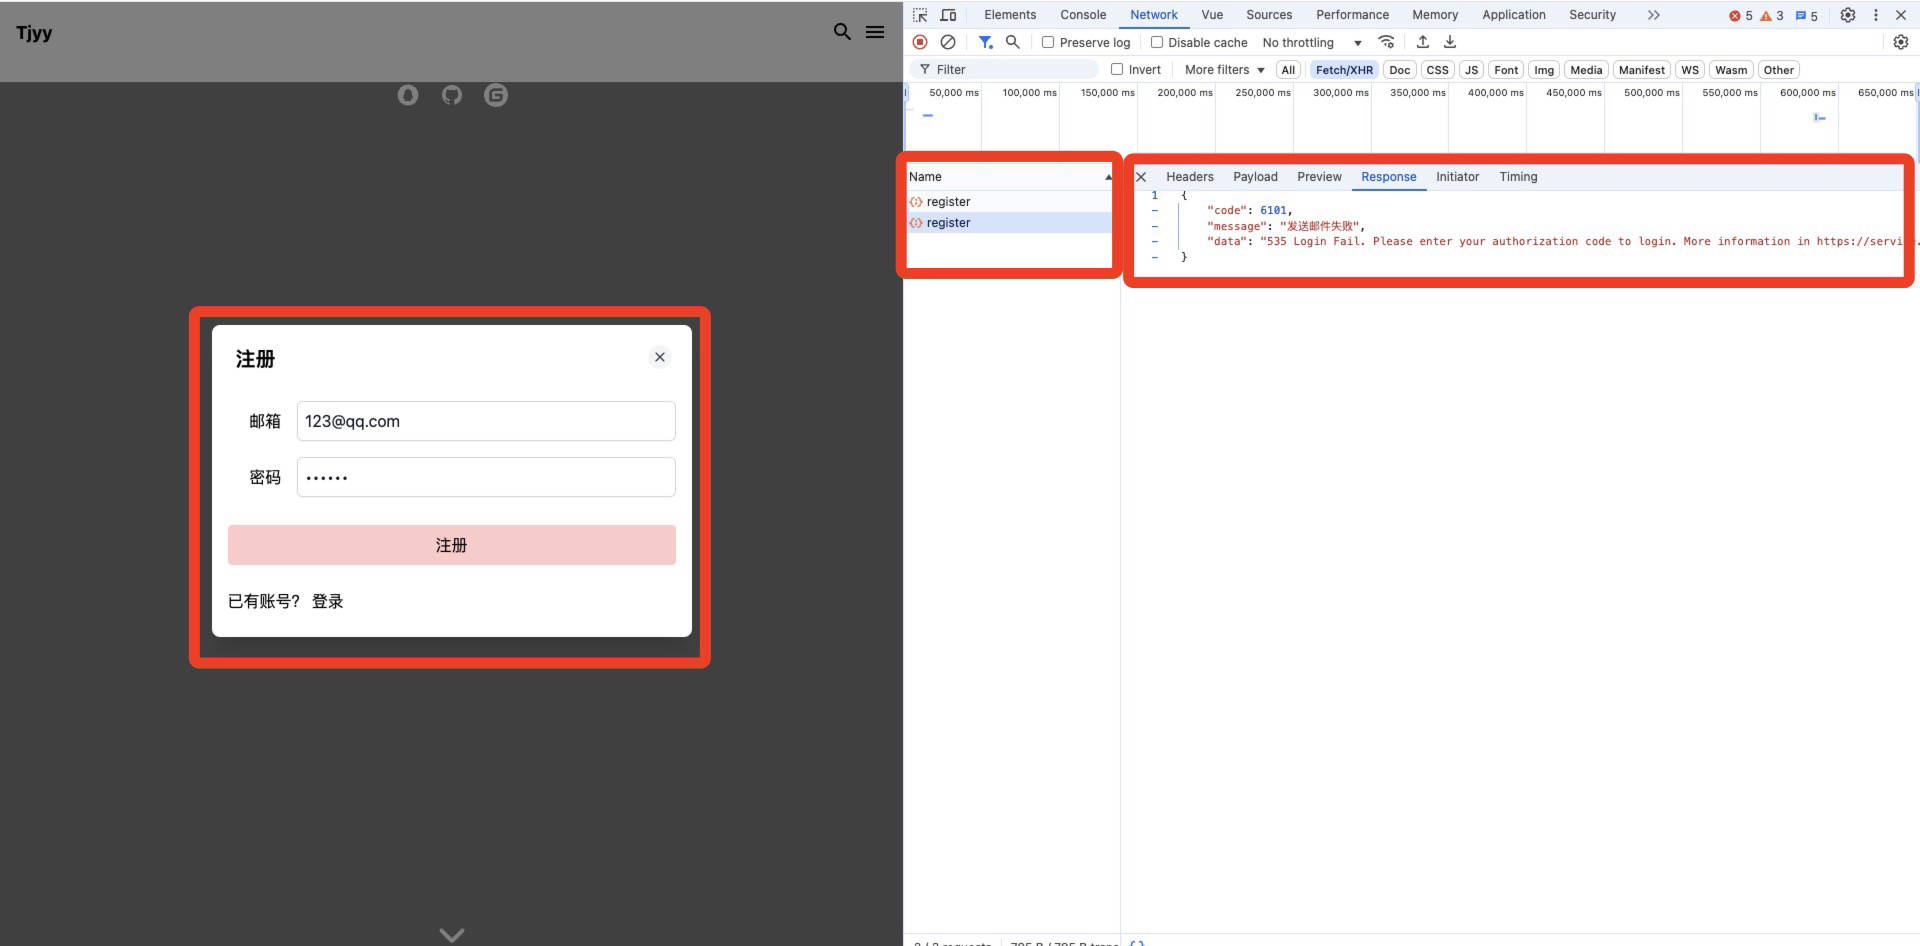 Tjyy
注册
邮箱
123@qq.com
密码
••••••
注册
已有账号? 登录
Elements Console Network Vue Sources Performance Memory Application Security 5 3 5
Preserve log Disable cache No throttling
Filter Invert More filters All Fetch/XHR Doc CSS JS Font Img Media Manifest WS Wasm Other
50,000 ms 100,000 ms 150,000 ms 200,000 ms 250,000 ms 300,000 ms 350,000 ms 400,000 ms 450,000 ms 500,000 ms 550,000 ms 600,000 ms 650,000 ms
Name
register
register
Headers Payload Preview Response Initiator Timing
1 {
- "code": 6101,
- "message": "发送邮件失败",
- "data": "535 Login Fail. Please enter your authorization code to login. More information in https://servi
- }